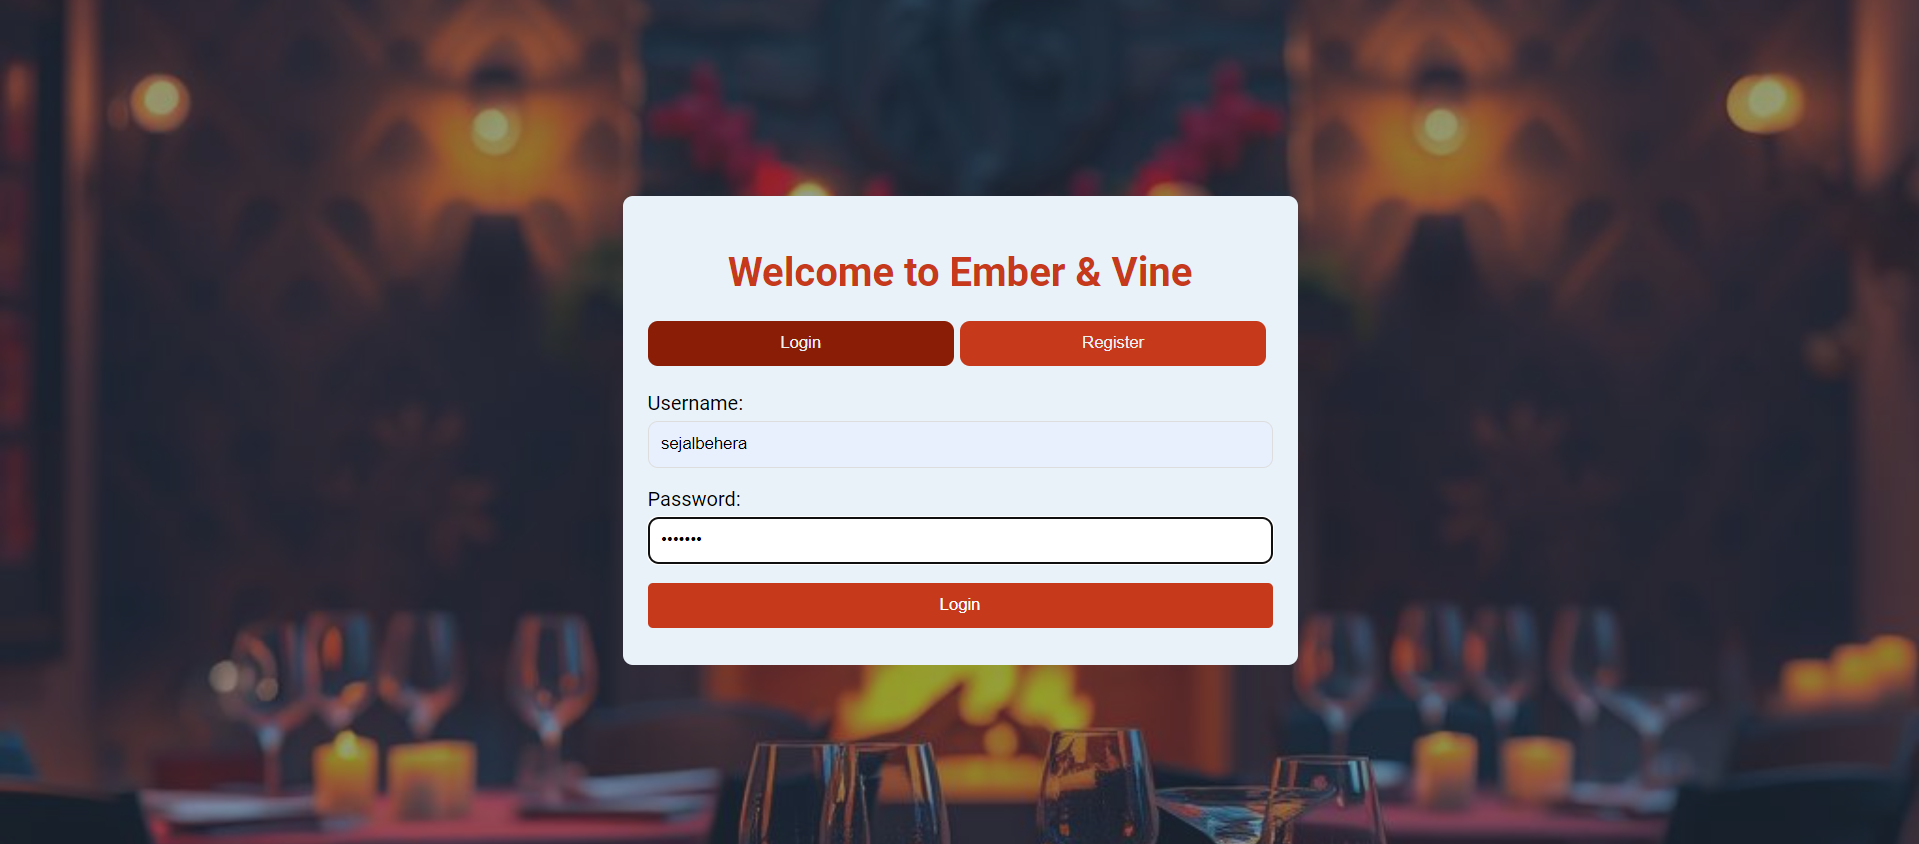 Welcome to Ember & Vine
Login Register
Username:
sejalbehera
Password:
•••••••
Login